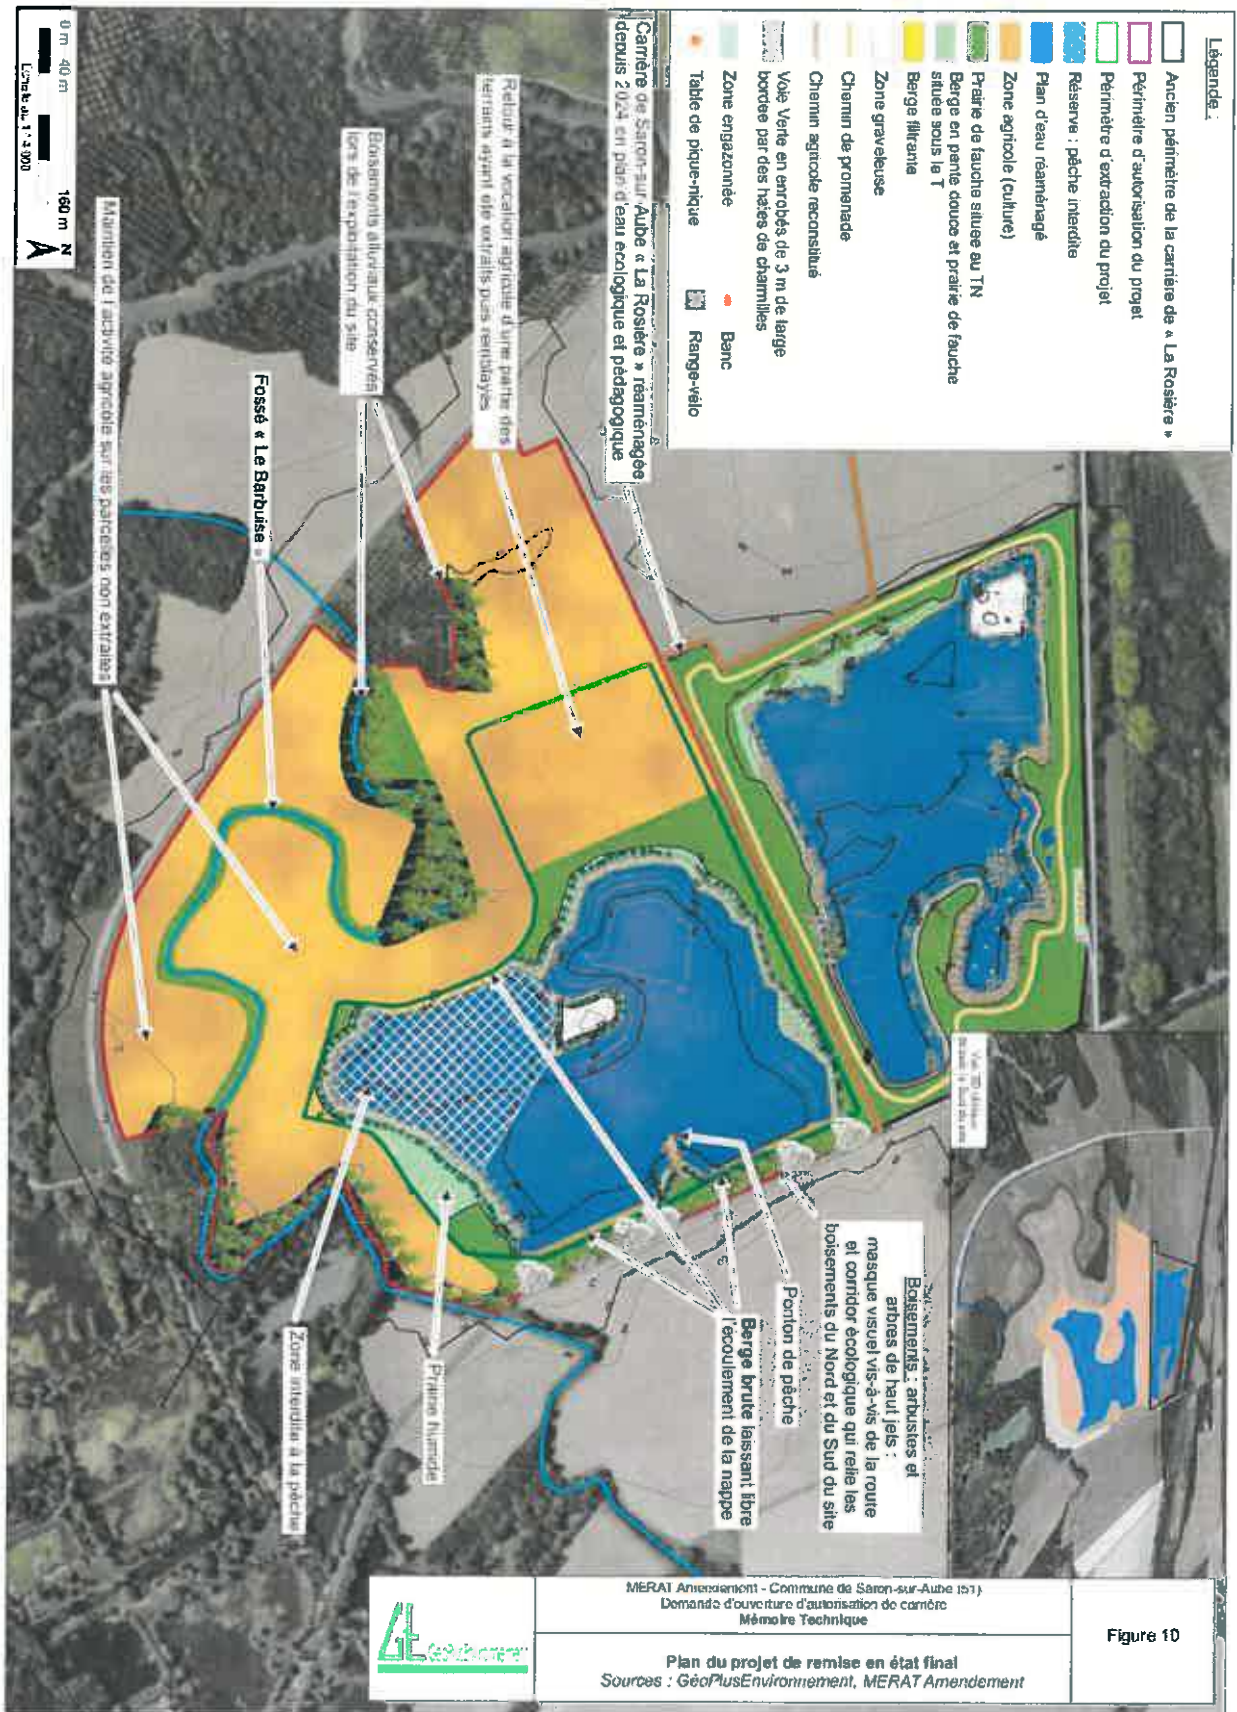 Légende :
Ancien périmètre de la carrière de « La Rosière »
Périmètre d'autorisation du projet
Périmètre d'extraction du projet
Réserve : pêche interdite
Plan d'eau réaménagé
Zone agricole (culture)
Prairie de fauche située au TN
Berge en pente douce et prairie de fauche
située sous le T
Berge filtrante
Zone graveleuse
Chemin de promenade
Chemin agricole reconstitué
Voie Verte en enrobés de 3 m de large
bordée par des haies de charmilles
Zone engazonnée
Banc
Table de pique-nique
Range-vélo
Carrière de Saron-sur-Aube « La Rosière » réaménagée
depuis 2024 en plan d'eau écologique et pédagogique
Retour à la vocation agricole d'une partie des
terrains ayant été extraits puis remblayés
Boisements alluviaux conservés
lors de l'exploitation du site
Fossé « Le Barbuise »
Maintien de l'activité agricole sur les parcelles non extraites
0 m 40 m 160 m
N
Boisements : arbustes et
arbres de haut jets :
masque visuel vis-à-vis de la route
et corridor écologique qui relie les
boisements du Nord et du Sud du site
Ponton de pêche
Berge brute laissant libre
l'écoulement de la nappe
Prairie humide
Zone interdite à la pêche
GéoPlusEnvironnement
MERAT Amendement - Commune de Saron-sur-Aube (51)
Demande d'ouverture d'autorisation de carrière
Mémoire Technique
Plan du projet de remise en état final
Sources : GéoPlusEnvironnement, MERAT Amendement
Figure 10